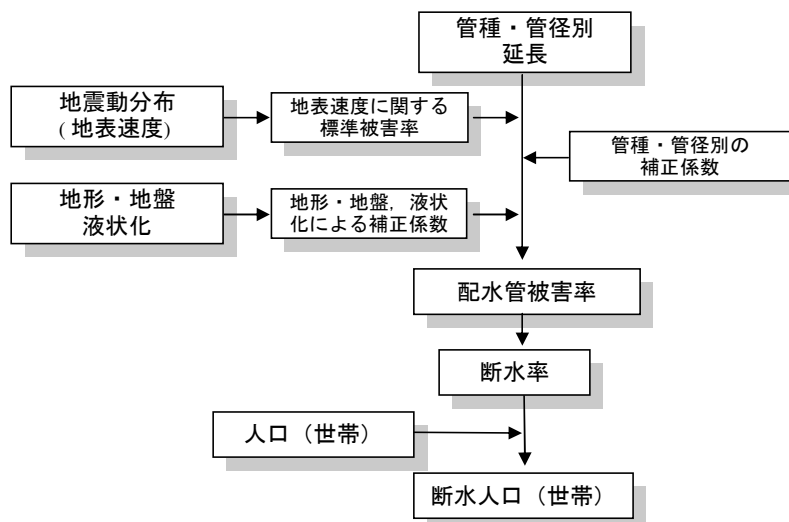 管種・管径別
延長
地震動分布
(地表速度)
地表速度に関する
標準被害率
管種・管径別の
補正係数
地形・地盤
液状化
地形・地盤，液状
化による補正係数
配水管被害率
断水率
人口（世帯）
断水人口（世帯）